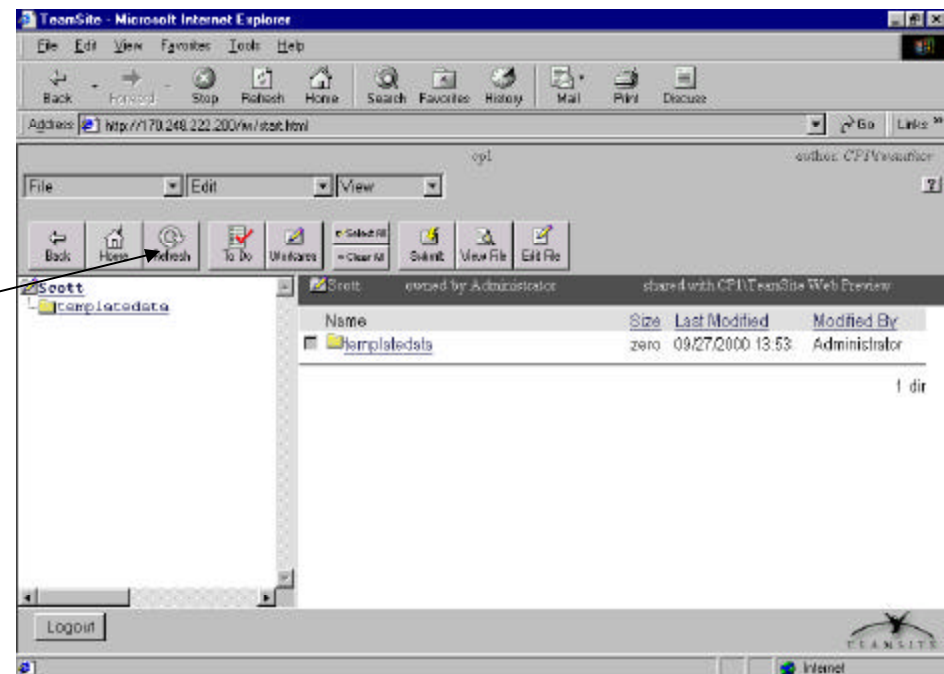 TeamSite - Microsoft Internet Explorer
File Edit View Favorites Tools Help
Back Forward Stop Refresh Home Search Favorites History Mail Print Discuss
Address http://170.248.222.200/iw/start.html Go Links »
cp1 author: CP1\iwauthor
File Edit View ?
Back Home Refresh To Do Workarea Select All Clear All Submit View File Edit File
Scott
templatedata
Scott owned by Administrator shared with CP1\TeamSite Web Preview
Name Size Last Modified Modified By
templatedata zero 09/27/2000 13:53: Administrator
1 dir
Logout
TEAMSITE
Internet